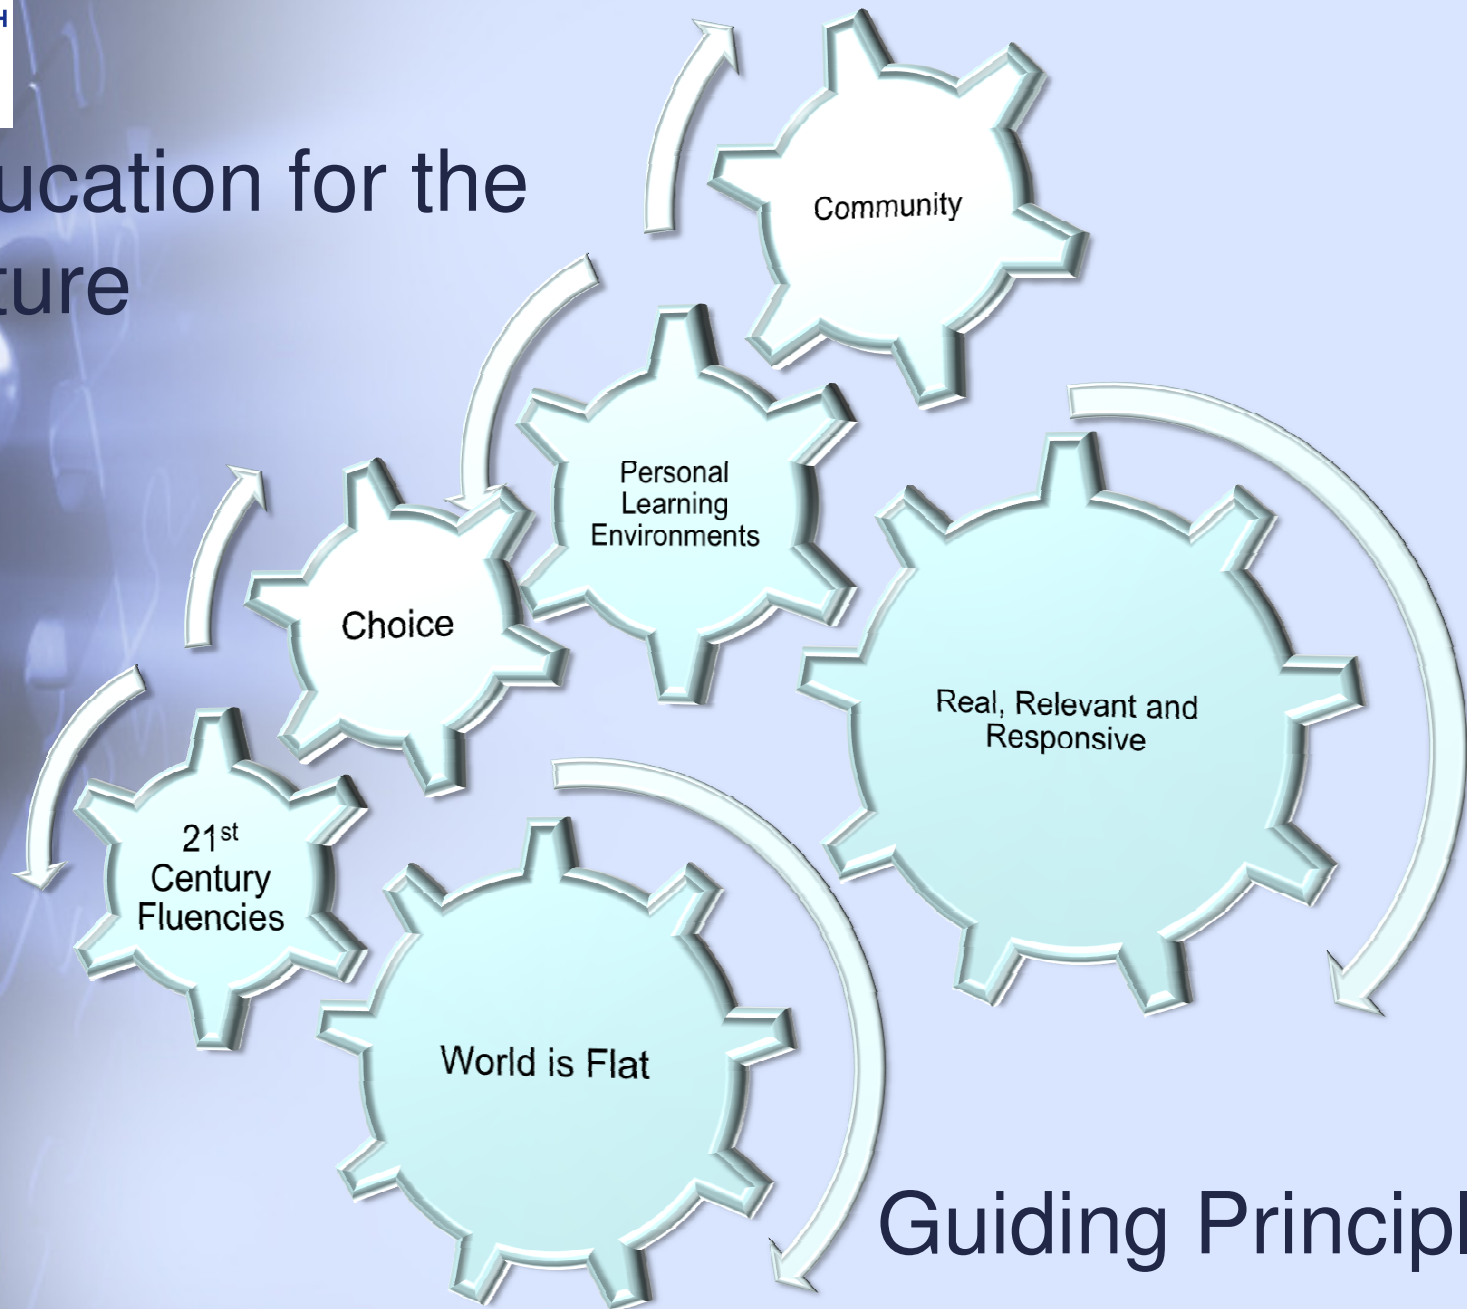 H
ucation for the
ture
Community
Personal
Learning
Environments
Choice
Real, Relevant and
Responsive
21st
Century
Fluencies
World is Flat
Guiding Principl